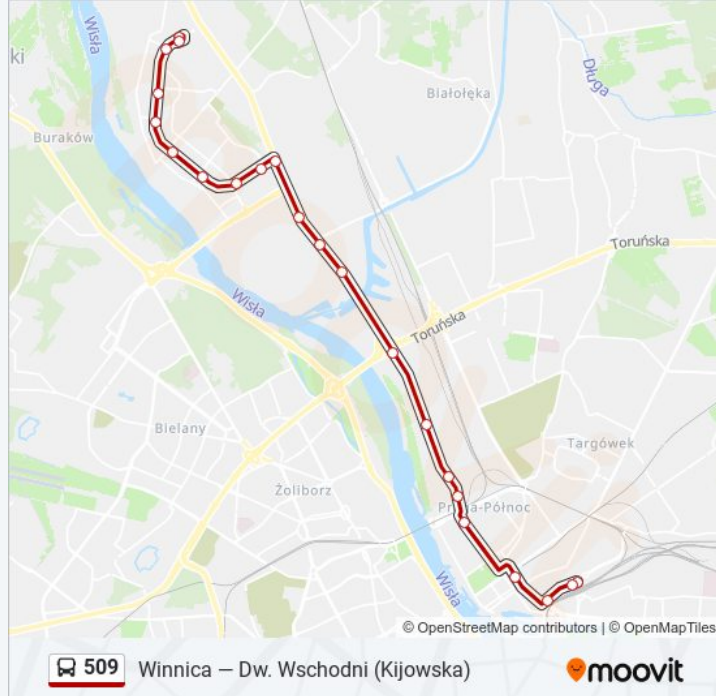 Wisła
ki
Białołęka
Długa
Buraków
Toruńska
Wisła
Toruńska
Bielany
Targówek
Żoliborz
Pr a-Północ
Wisła
© OpenStreetMap contributors | © OpenMapTiles
509 Winnica — Dw. Wschodni (Kijowska) moovit